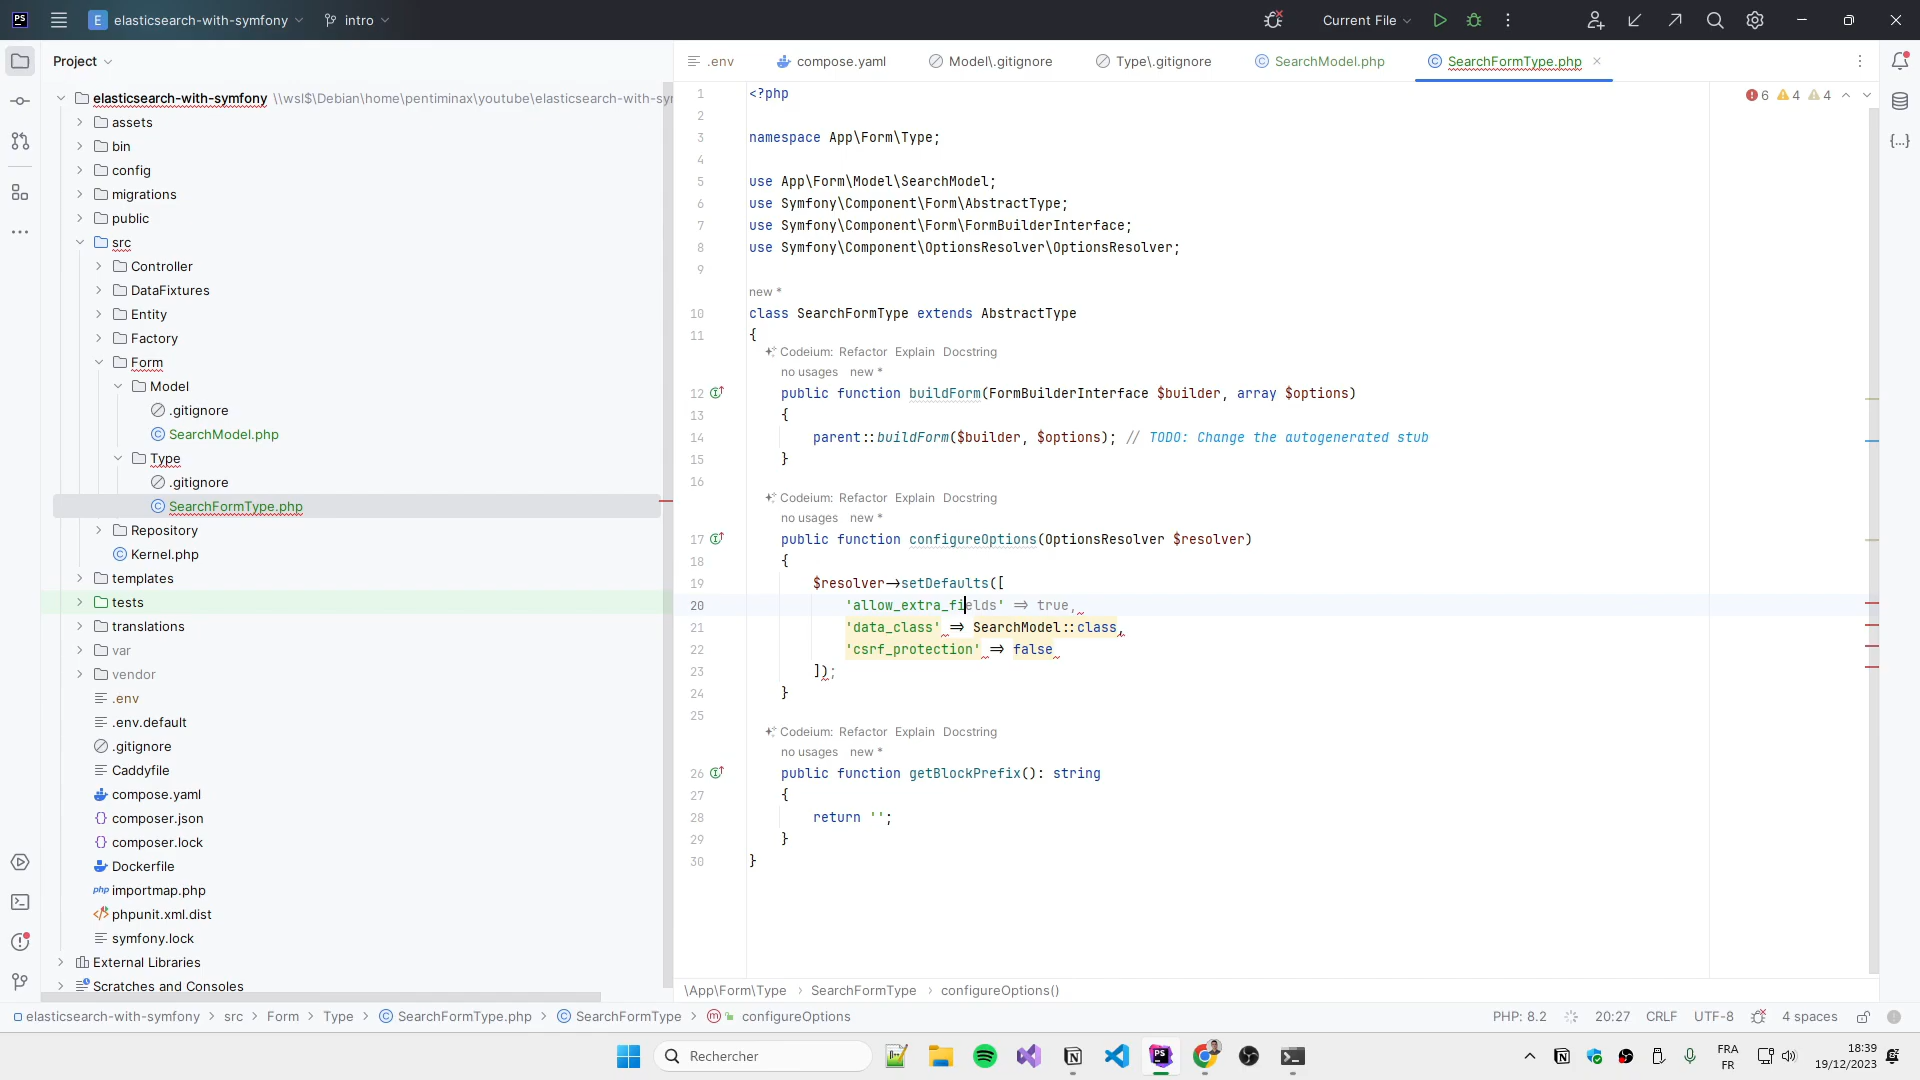 PS
E elasticsearch-with-symfony
intro
Current File
Project
.env
compose.yaml
Model\.gitignore
Type\.gitignore
SearchModel.php
SearchFormType.php
elasticsearch-with-symfony \\wsl$\Debian\home\pentiminax\youtube\elasticsearch-with-sy
assets
bin
config
migrations
public
src
Controller
DataFixtures
Entity
Factory
Form
Model
.gitignore
SearchModel.php
Type
.gitignore
SearchFormType.php
Repository
Kernel.php
templates
tests
translations
var
vendor
.env
.env.default
.gitignore
Caddyfile
compose.yaml
composer.json
composer.lock
Dockerfile
php importmap.php
phpunit.xml.dist
symfony.lock
External Libraries
Scratches and Consoles
6 4 4
1 <?php
2
3 namespace App\Form\Type;
4
5 use App\Form\Model\SearchModel;
6 use Symfony\Component\Form\AbstractType;
7 use Symfony\Component\Form\FormBuilderInterface;
8 use Symfony\Component\OptionsResolver\OptionsResolver;
9
new *
10 class SearchFormType extends AbstractType
11 {
Codeium: Refactor Explain Docstring
no usages new *
12 public function buildForm(FormBuilderInterface $builder, array $options)
13 {
14 parent::buildForm($builder, $options); // TODO: Change the autogenerated stub
15 }
16
Codeium: Refactor Explain Docstring
no usages new *
17 public function configureOptions(OptionsResolver $resolver)
18 {
19 $resolver->setDefaults([
20 'allow_extra_fields' => true,
21 'data_class' => SearchModel::class,
22 'csrf_protection' => false
23 ]);
24 }
25
Codeium: Refactor Explain Docstring
no usages new *
26 public function getBlockPrefix(): string
27 {
28 return '';
29 }
30 }
\App\Form\Type > SearchFormType > configureOptions()
elasticsearch-with-symfony > src > Form > Type > SearchFormType.php > SearchFormType > configureOptions
PHP: 8.2 20:27 CRLF UTF-8 4 spaces
Rechercher
FRA
FR
18:39
19/12/2023